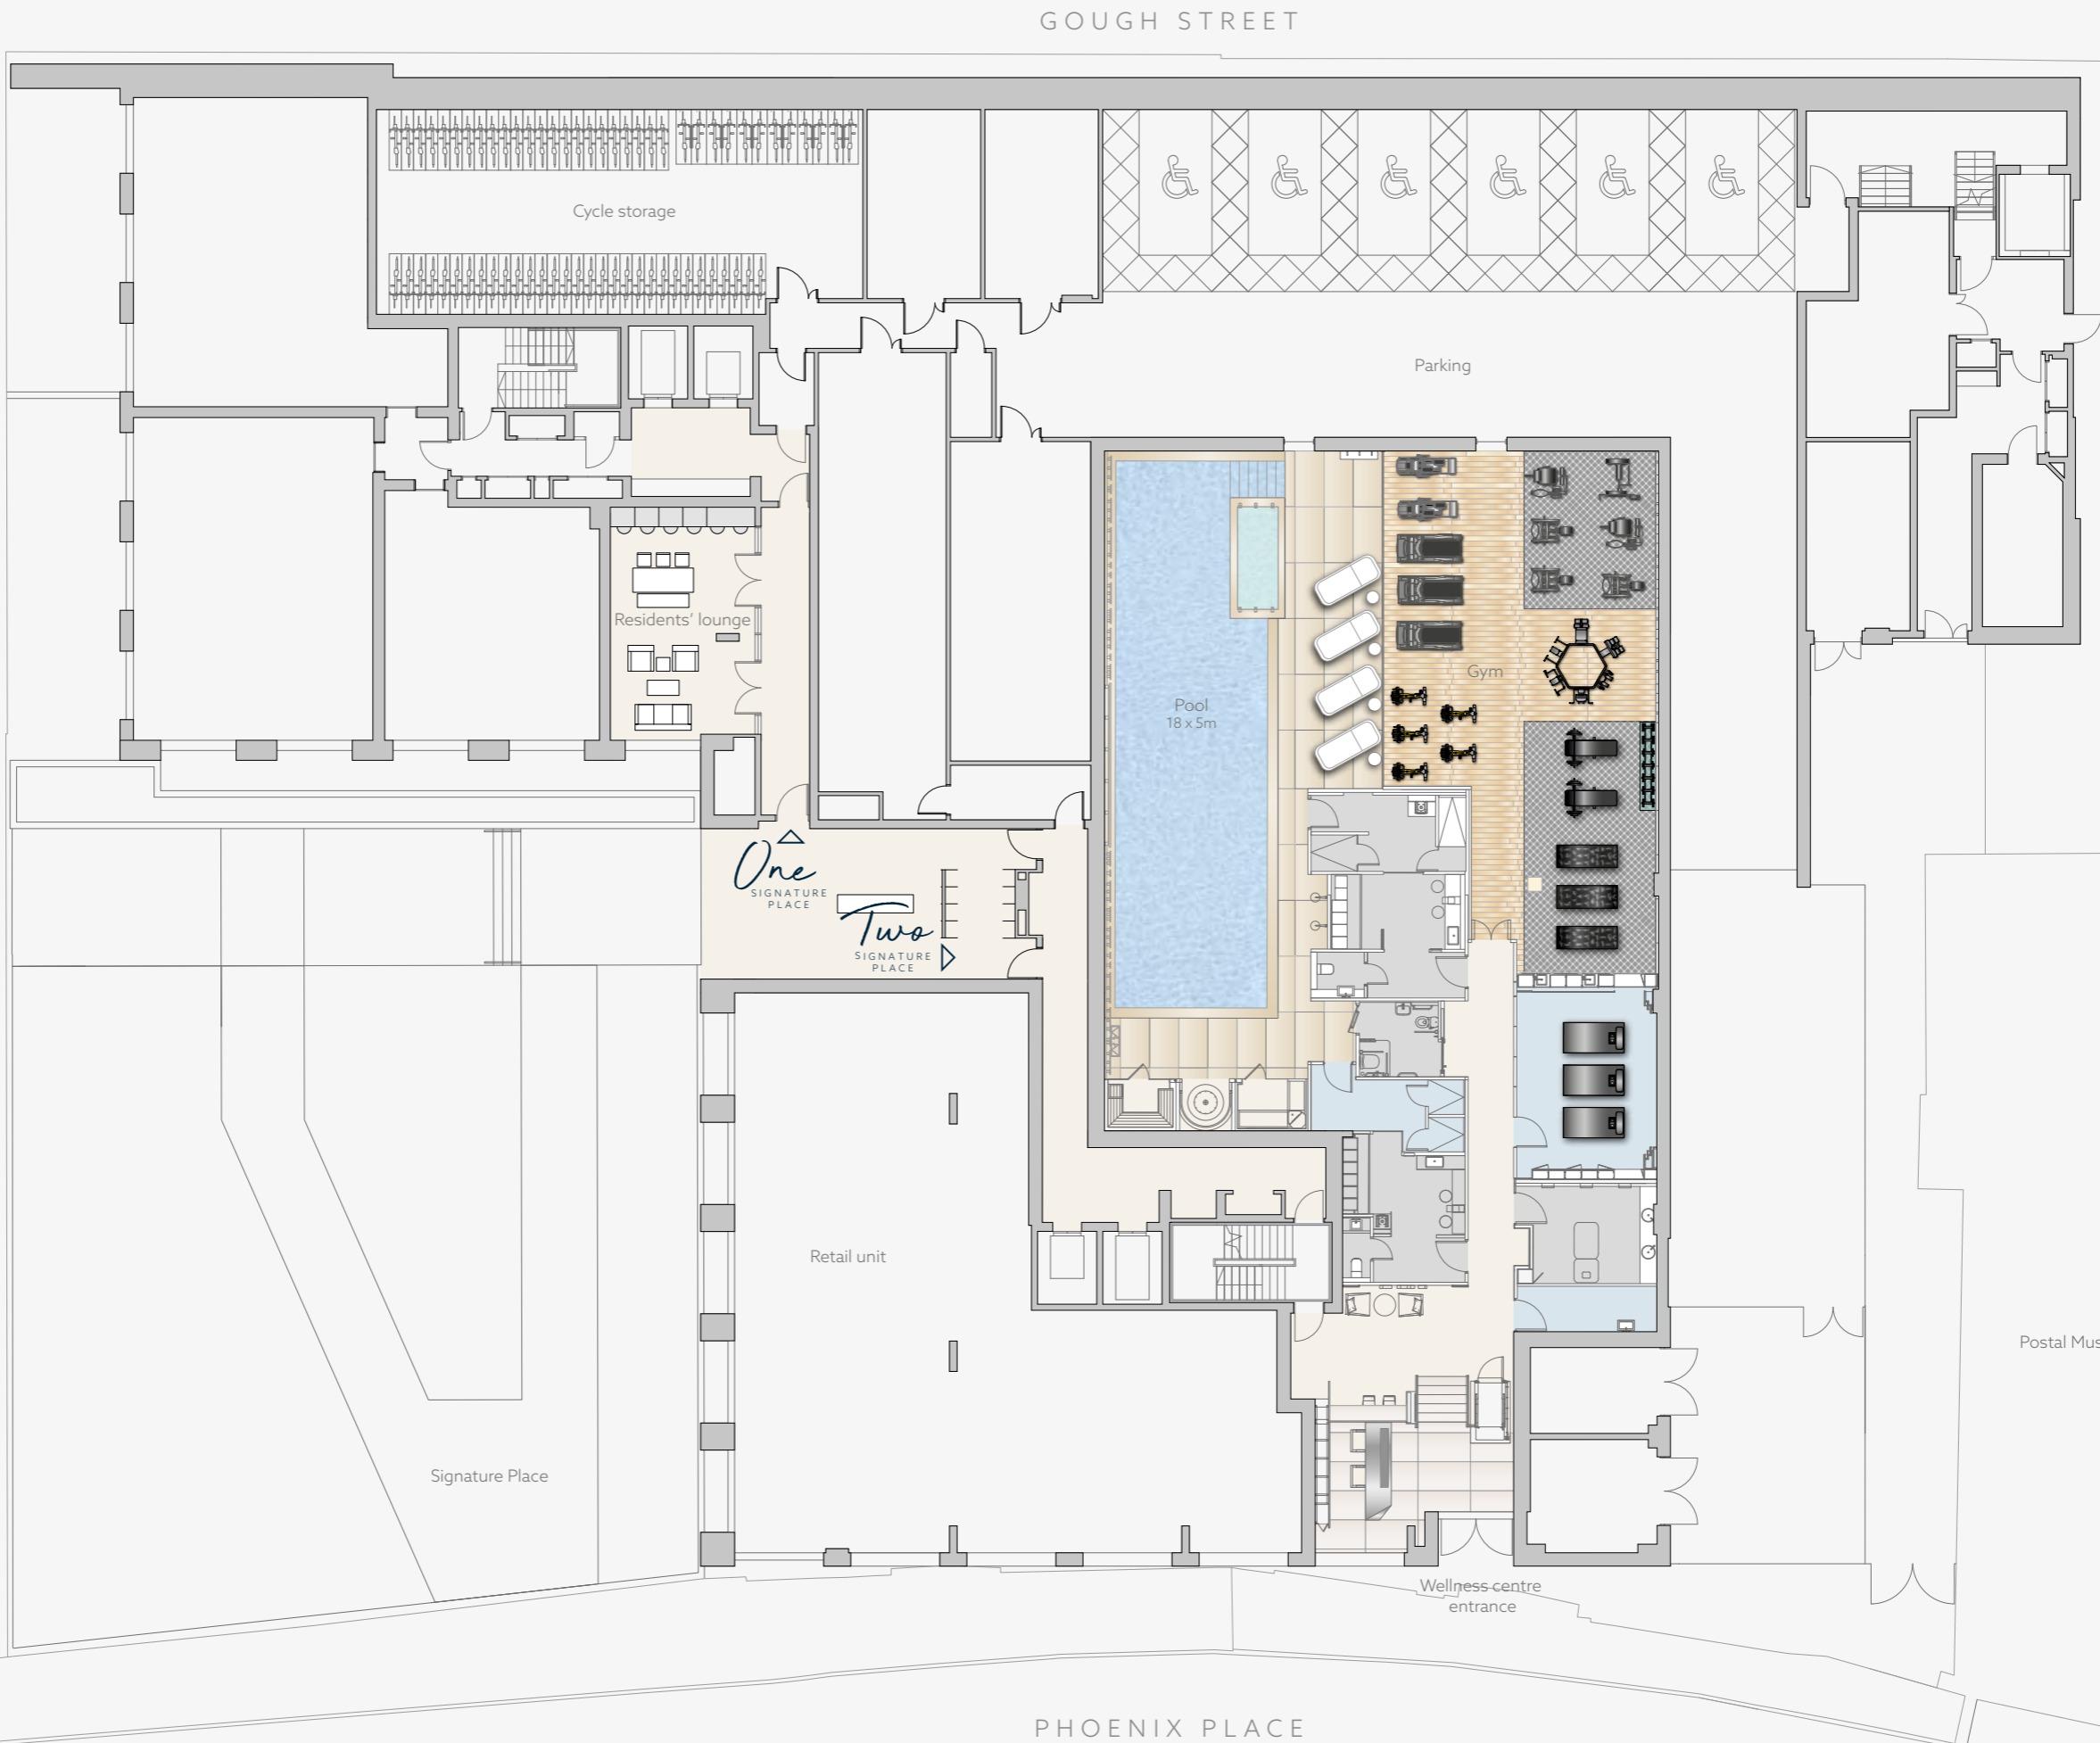 GOUGH STREET
Cycle storage
Parking
Residents' lounge
Gym
Pool
18 x 5m
One
SIGNATURE
PLACE
Two
SIGNATURE
PLACE
Retail unit
Postal Mus
Signature Place
Wellness centre
entrance
PHOENIX PLACE